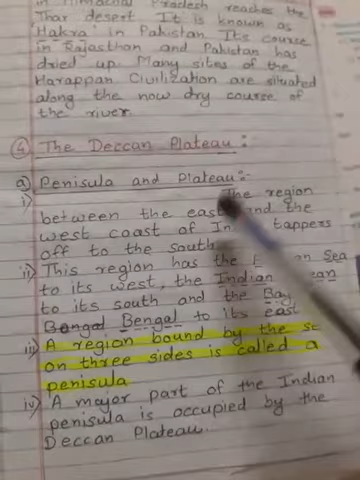 in Himachal Pradesh reaches the
Thar desert It is known as
Hakra in Pakistan Its course
in Rajasthan and Pakistan has
dried up. Many sites of the
Harappan Civilization are situated
along the now dry course of
the river.
4 The Deccan Plateau:
a) Penisula and Plateau:-
i) The region
between the east and the
west coast of tappers
off to the south
ii) This region has the Sea
to its west, the Indian
to its south and the Bay
Bengal Bengal to its east
iii) A region bound by the
on three sides is called a
penisula
iv) A major part of the Indian
penisula is occupied by the
Deccan Plateau.